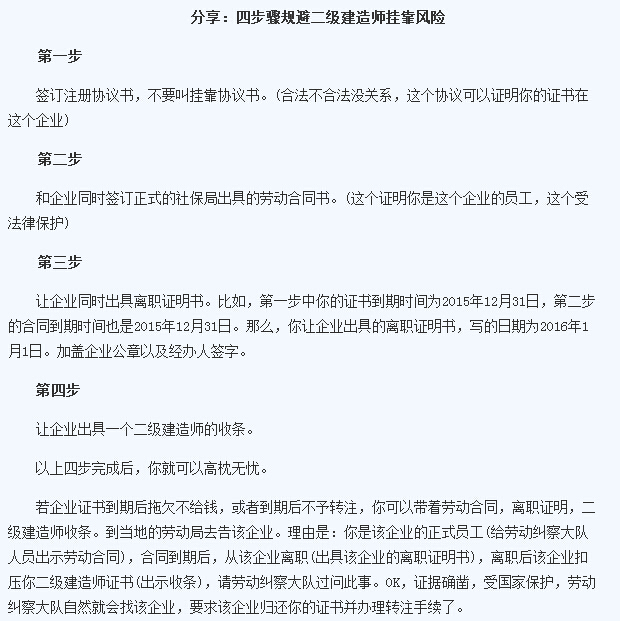 分享：四步骤规避二级建造师挂靠风险
第一步
签订注册协议书，不要叫挂靠协议书。(合法不合法没关系，这个协议可以证明你的证书在
这个企业)
第二步
和企业同时签订正式的社保局出具的劳动合同书。(这个证明你是这个企业的员工，这个受
法律保护)
第三步
让企业同时出具离职证明书。比如，第一步中你的证书到期时间为2015年12月31日，第二步
的合同到期时间也是2015年12月31日。那么，你让企业出具的离职证明书，写的日期为2016年1
月1日。加盖企业公章以及经办人签字。
第四步
让企业出具一个二级建造师的收条。
以上四步完成后，你就可以高枕无忧。
若企业证书到期后拖欠不给钱，或者到期后不予转注，你可以带着劳动合同，离职证明，二
级建造师收条。到当地的劳动局去告该企业。理由是：你是该企业的正式员工(给劳动纠察大队
人员出示劳动合同)，合同到期后，从该企业离职(出具该企业的离职证明书)，离职后该企业扣
压你二级建造师证书(出示收条)，请劳动纠察大队过问此事。OK，证据确凿，受国家保护，劳动
纠察大队自然就会找该企业，要求该企业归还你的证书并办理转注手续了。